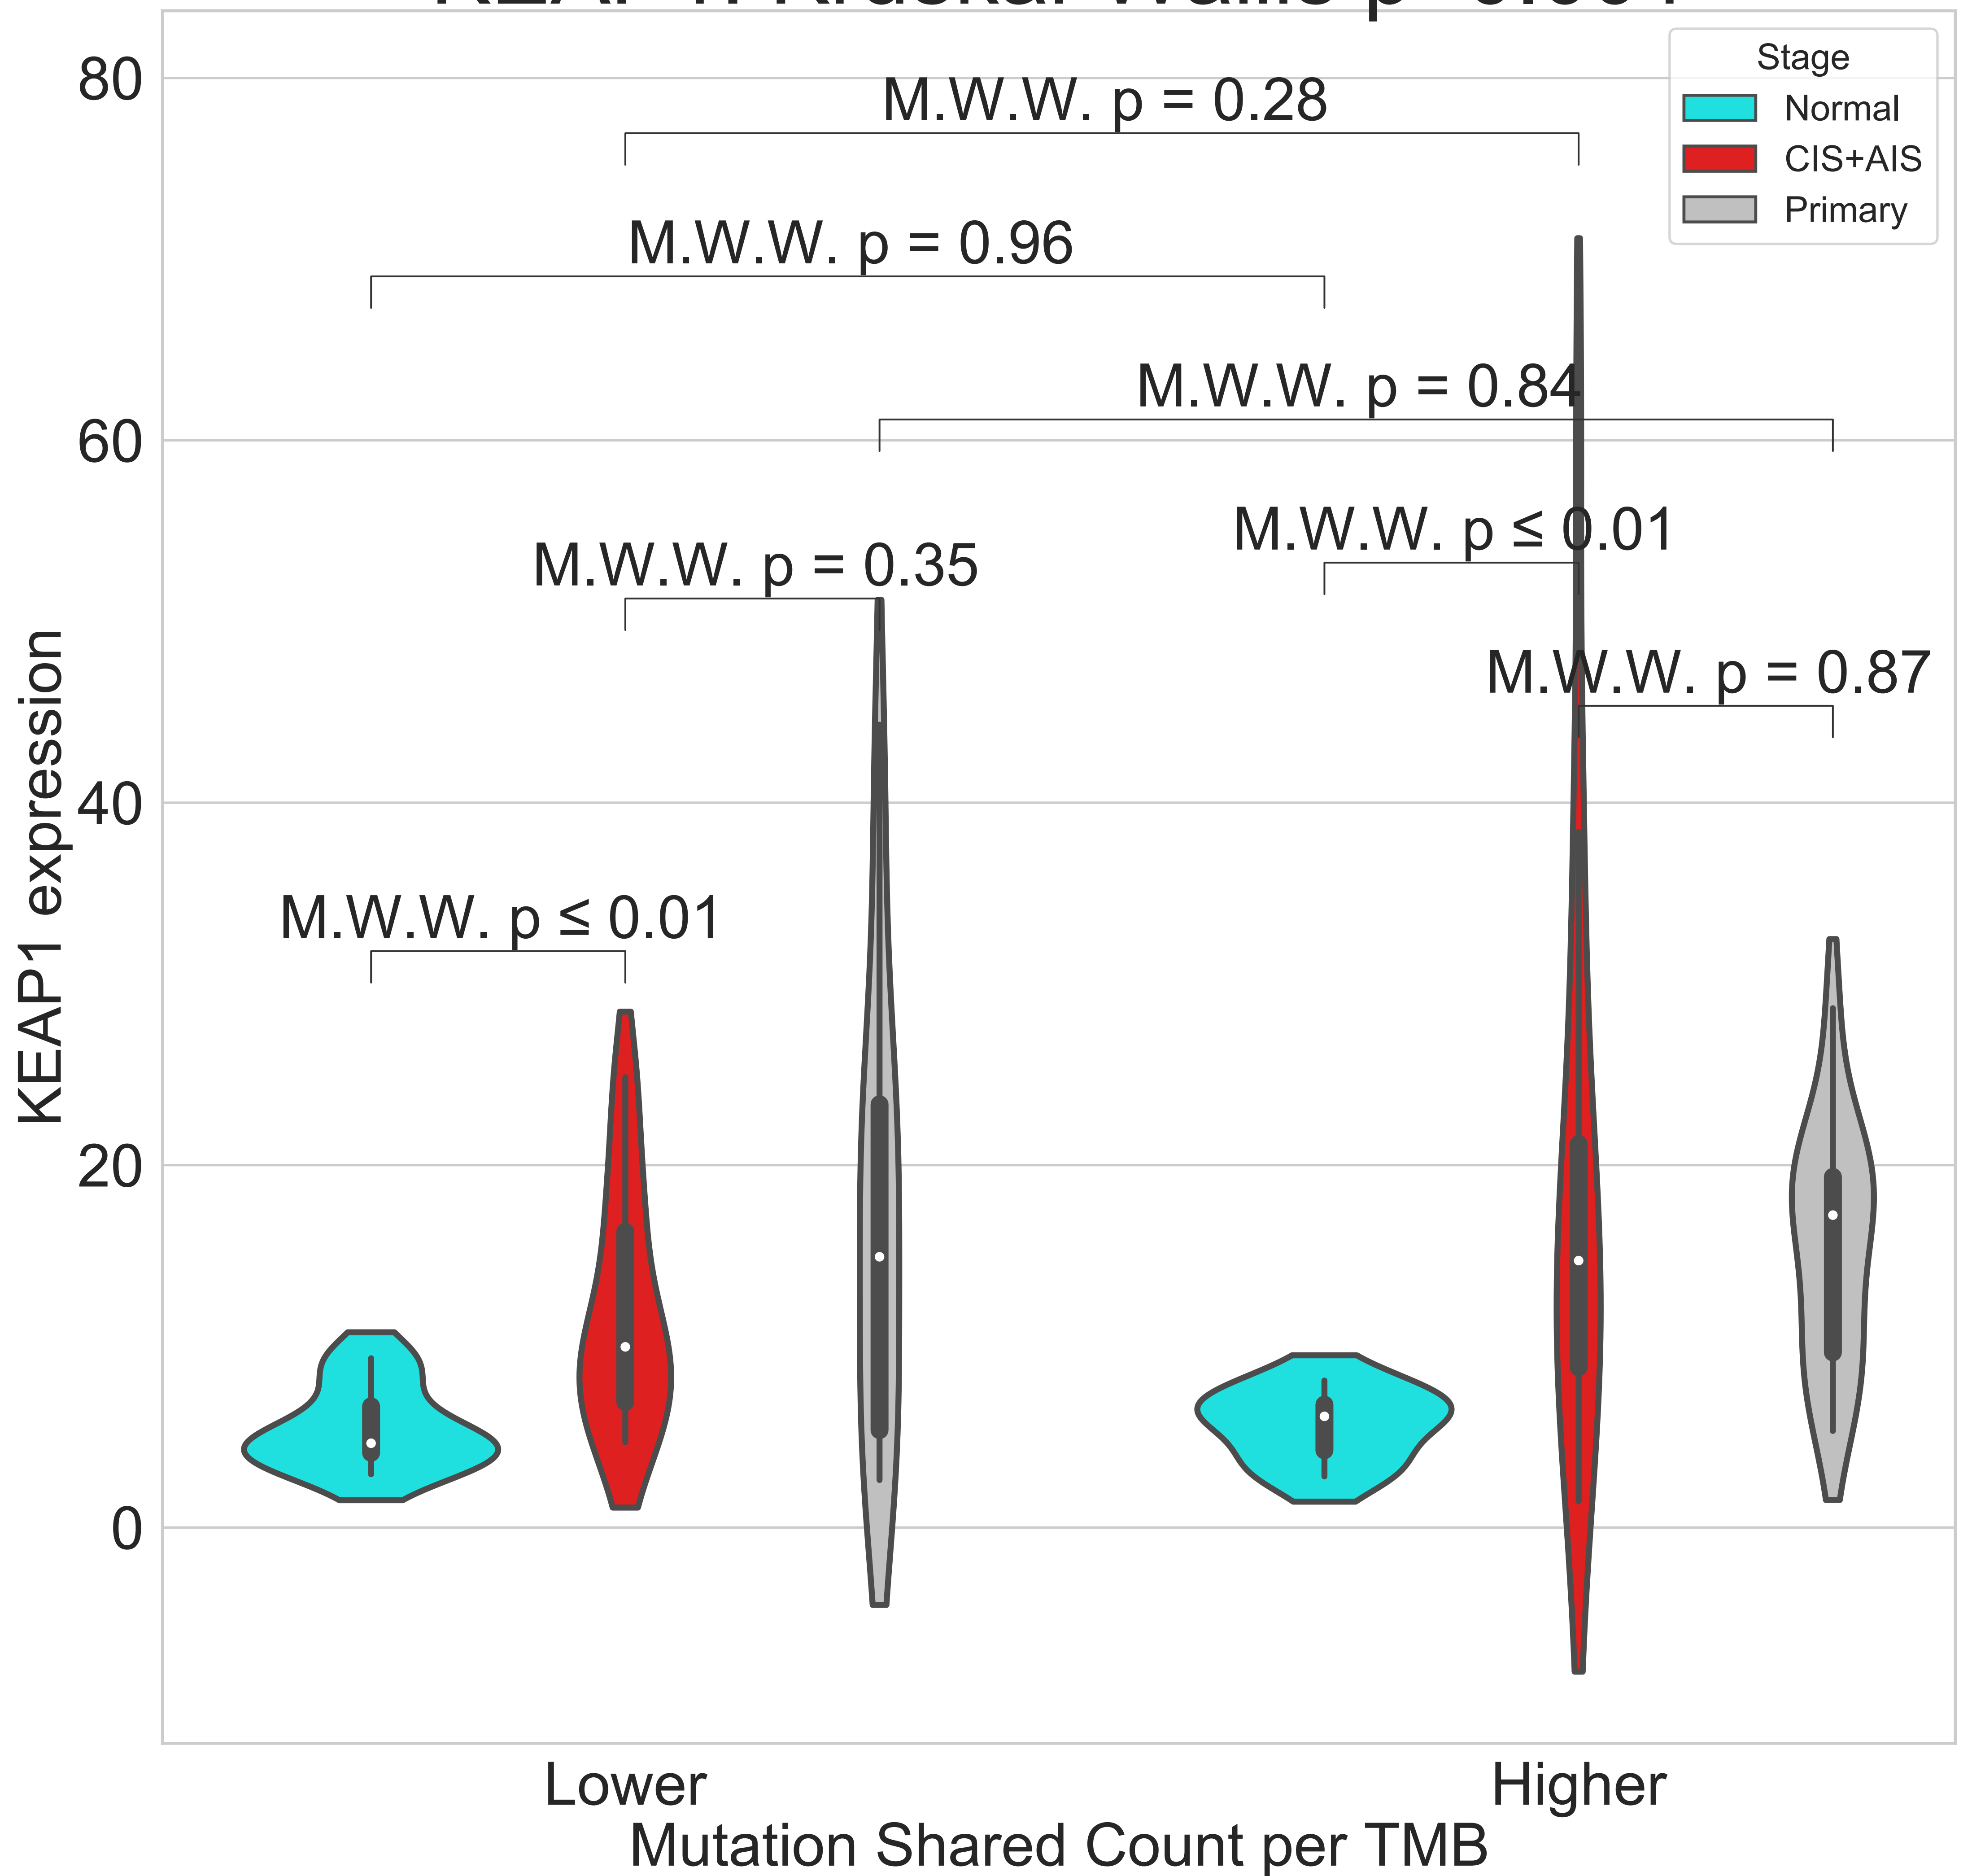 80
Stage
Normal
CIS+AIS
Primary
M.W.W. p = 0.28
M.W.W. p = 0.96
M.W.W. p = 0.84
60
M.W.W. p ≤ 0.01
M.W.W. p = 0.35
M.W.W. p = 0.87
KEAP1 expression
40
M.W.W. p ≤ 0.01
20
0
Lower
Higher
Mutation Shared Count per TMB